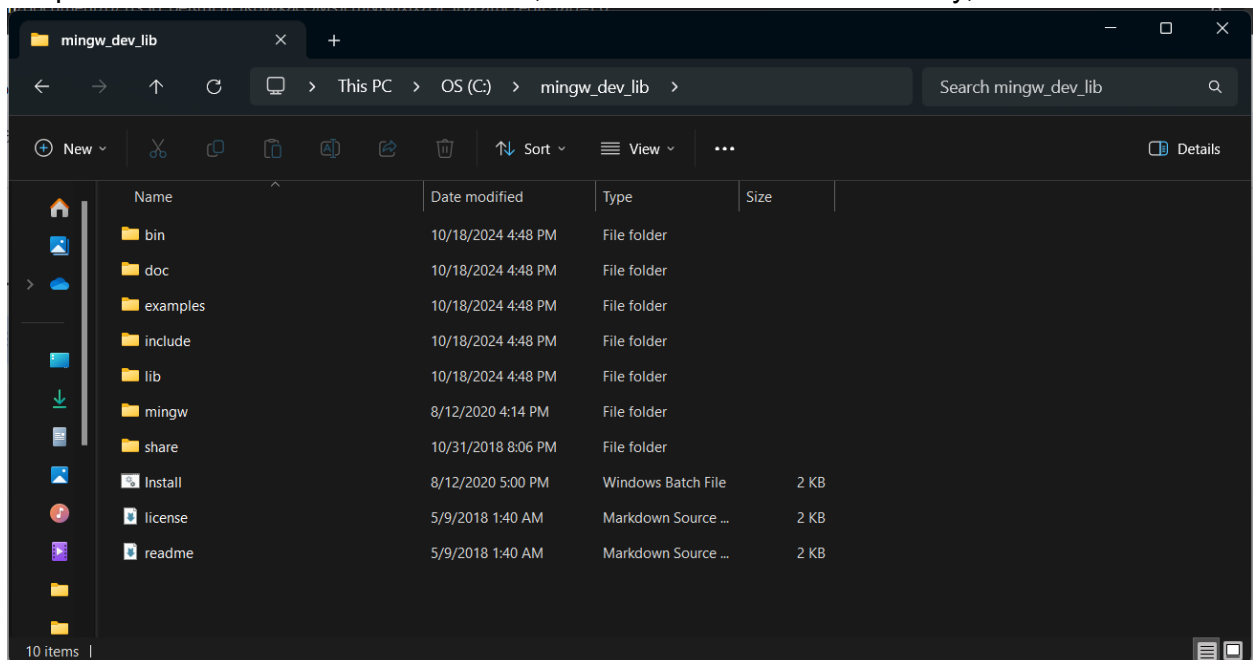 mingw_dev_lib
This PC > OS (C:) > mingw_dev_lib >
Search mingw_dev_lib
New
Sort
View
Details
Name Date modified Type Size
bin 10/18/2024 4:48 PM File folder
doc 10/18/2024 4:48 PM File folder
examples 10/18/2024 4:48 PM File folder
include 10/18/2024 4:48 PM File folder
lib 10/18/2024 4:48 PM File folder
mingw 8/12/2020 4:14 PM File folder
share 10/31/2018 8:06 PM File folder
Install 8/12/2020 5:00 PM Windows Batch File 2 KB
license 5/9/2018 1:40 AM Markdown Source ... 2 KB
readme 5/9/2018 1:40 AM Markdown Source ... 2 KB
10 items